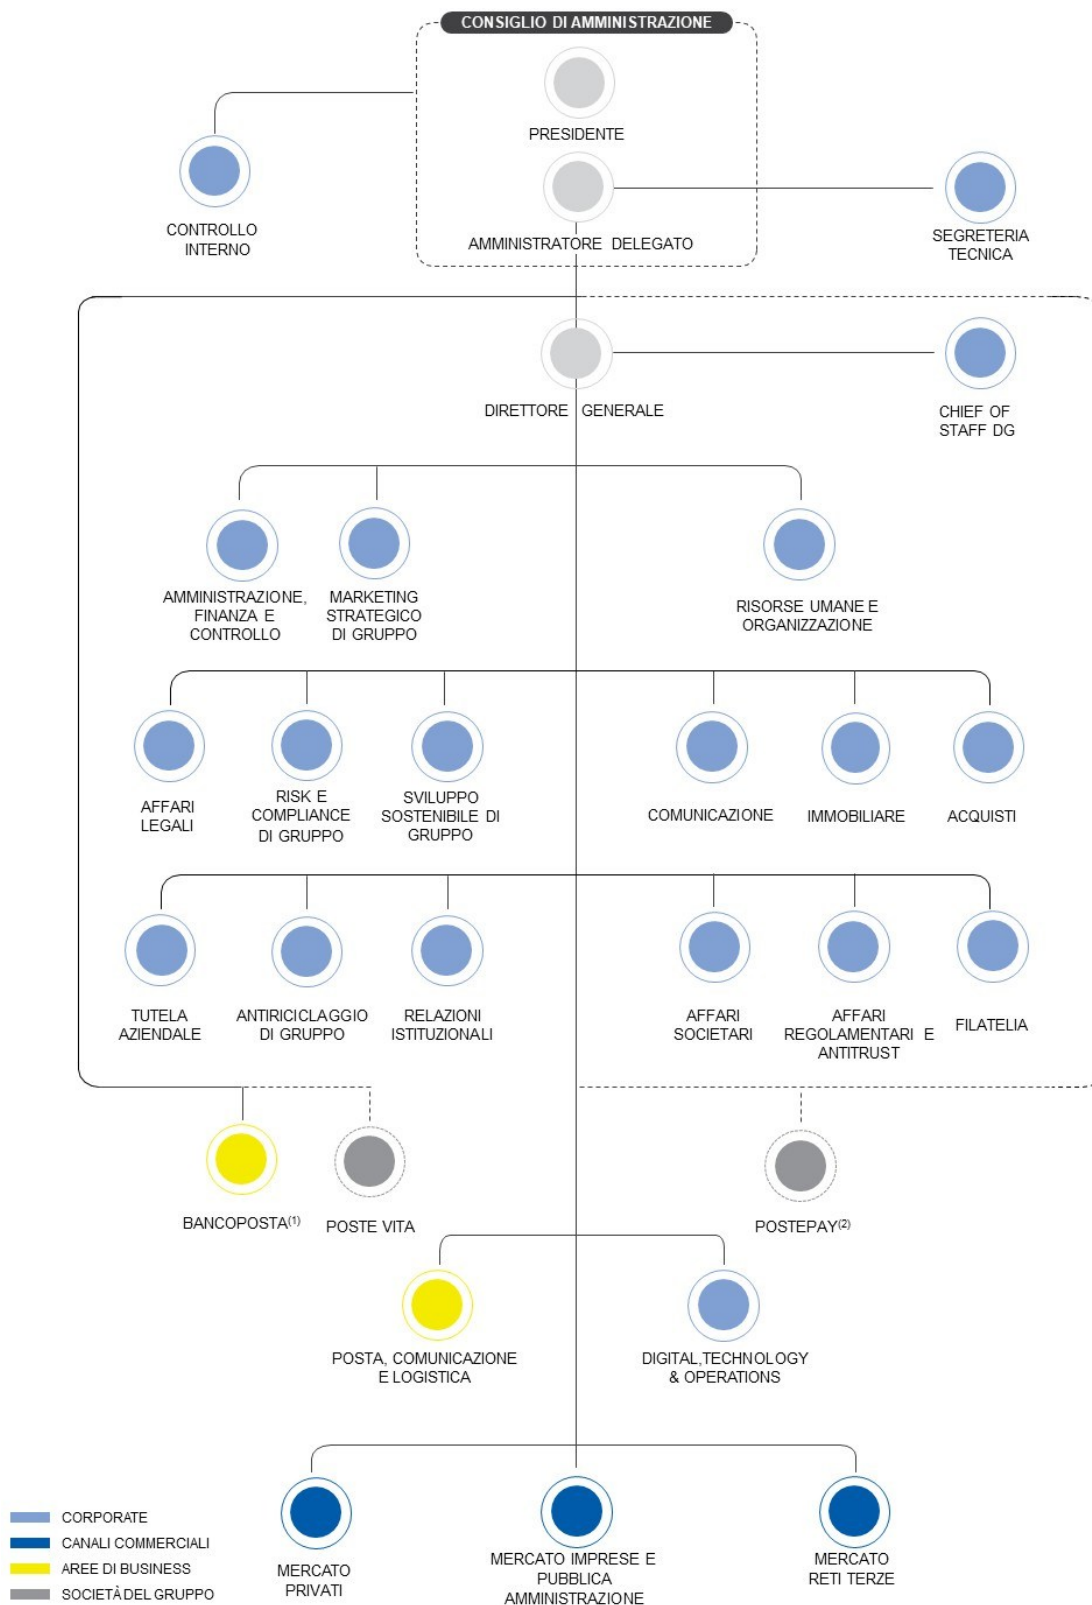 CONSIGLIO DI AMMINISTRAZIONE
PRESIDENTE
CONTROLLO
INTERNO
AMMINISTRATORE DELEGATO
SEGRETERIA
TECNICA
DIRETTORE GENERALE
CHIEF OF
STAFF DG
AMMINISTRAZIONE,
FINANZA E
CONTROLLO
MARKETING
STRATEGICO
DI GRUPPO
RISORSE UMANE E
ORGANIZZAZIONE
AFFARI
LEGALI
RISK E
COMPLIANCE
DI GRUPPO
SVILUPPO
SOSTENIBILE DI
GRUPPO
COMUNICAZIONE
IMMOBILIARE
ACQUISTI
TUTELA
AZIENDALE
ANTIRICICLAGGIO
DI GRUPPO
RELAZIONI
ISTITUZIONALI
AFFARI
SOCIETARI
AFFARI
REGOLAMENTARI E
ANTITRUST
FILATELIA
BANCOPOSTA(1)
POSTE VITA
POSTEPAY(2)
POSTA, COMUNICAZIONE
E LOGISTICA
DIGITAL,TECHNOLOGY
& OPERATIONS
MERCATO
PRIVATI
MERCATO IMPRESE E
PUBBLICA
AMMINISTRAZIONE
MERCATO
RETI TERZE
CORPORATE
CANALI COMMERCIALI
AREE DI BUSINESS
SOCIETÀ DEL GRUPPO